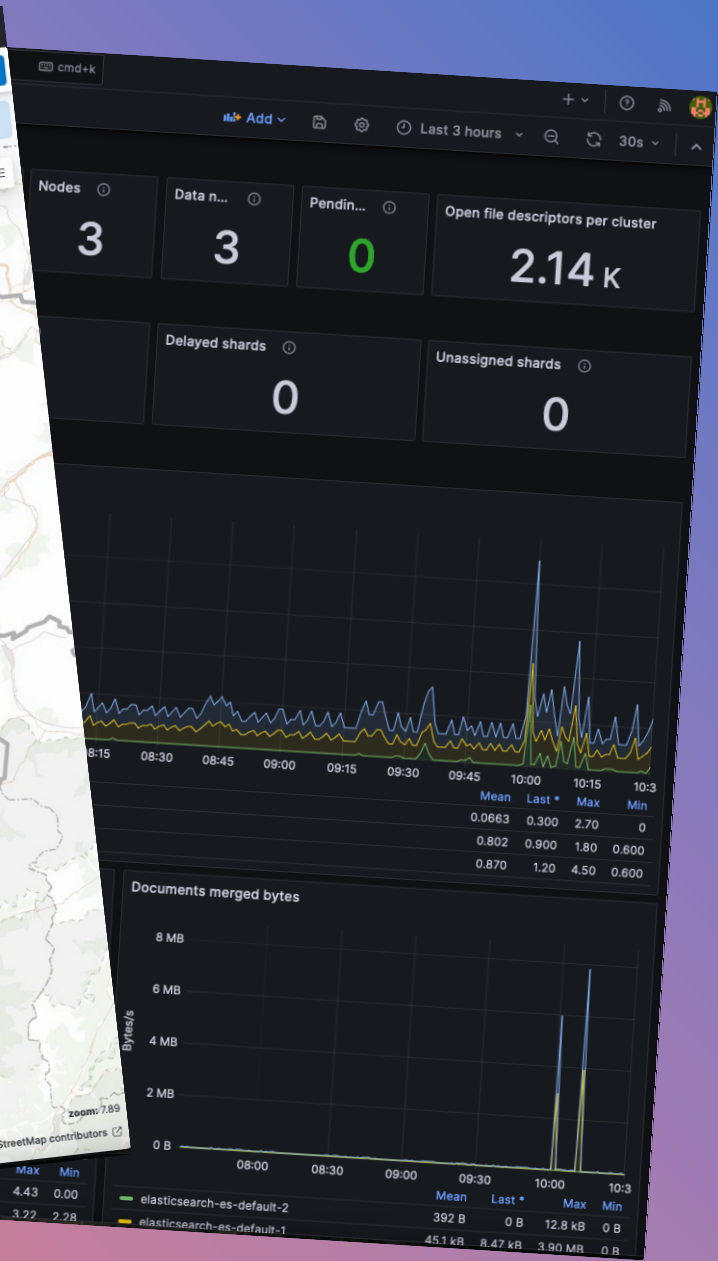 cmd+k
Add
Last 3 hours
30s
Nodes
3
Data n...
3
Pendin...
0
Open file descriptors per cluster
2.14 K
Delayed shards
0
Unassigned shards
0
8:15 08:30 08:45 09:00 09:15 09:30 09:45 10:00 10:15 10:3
Mean Last * Max Min
0.0663 0.300 2.70 0
0.802 0.900 1.80 0.600
0.870 1.20 4.50 0.600
Documents merged bytes
8 MB
6 MB
4 MB
2 MB
0 B
Bytes/s
08:00 08:30 09:00 09:30 10:00 10:3
Mean Last * Max Min
elasticsearch-es-default-2 392 B 0 B 12.8 kB 0 B
elasticsearch-es-default-1 45.1 kB 8.47 kB 3.90 MB 0 B
zoom: 7.89
StreetMap contributors
Max Min
4.43 0.00
3.22 2.28